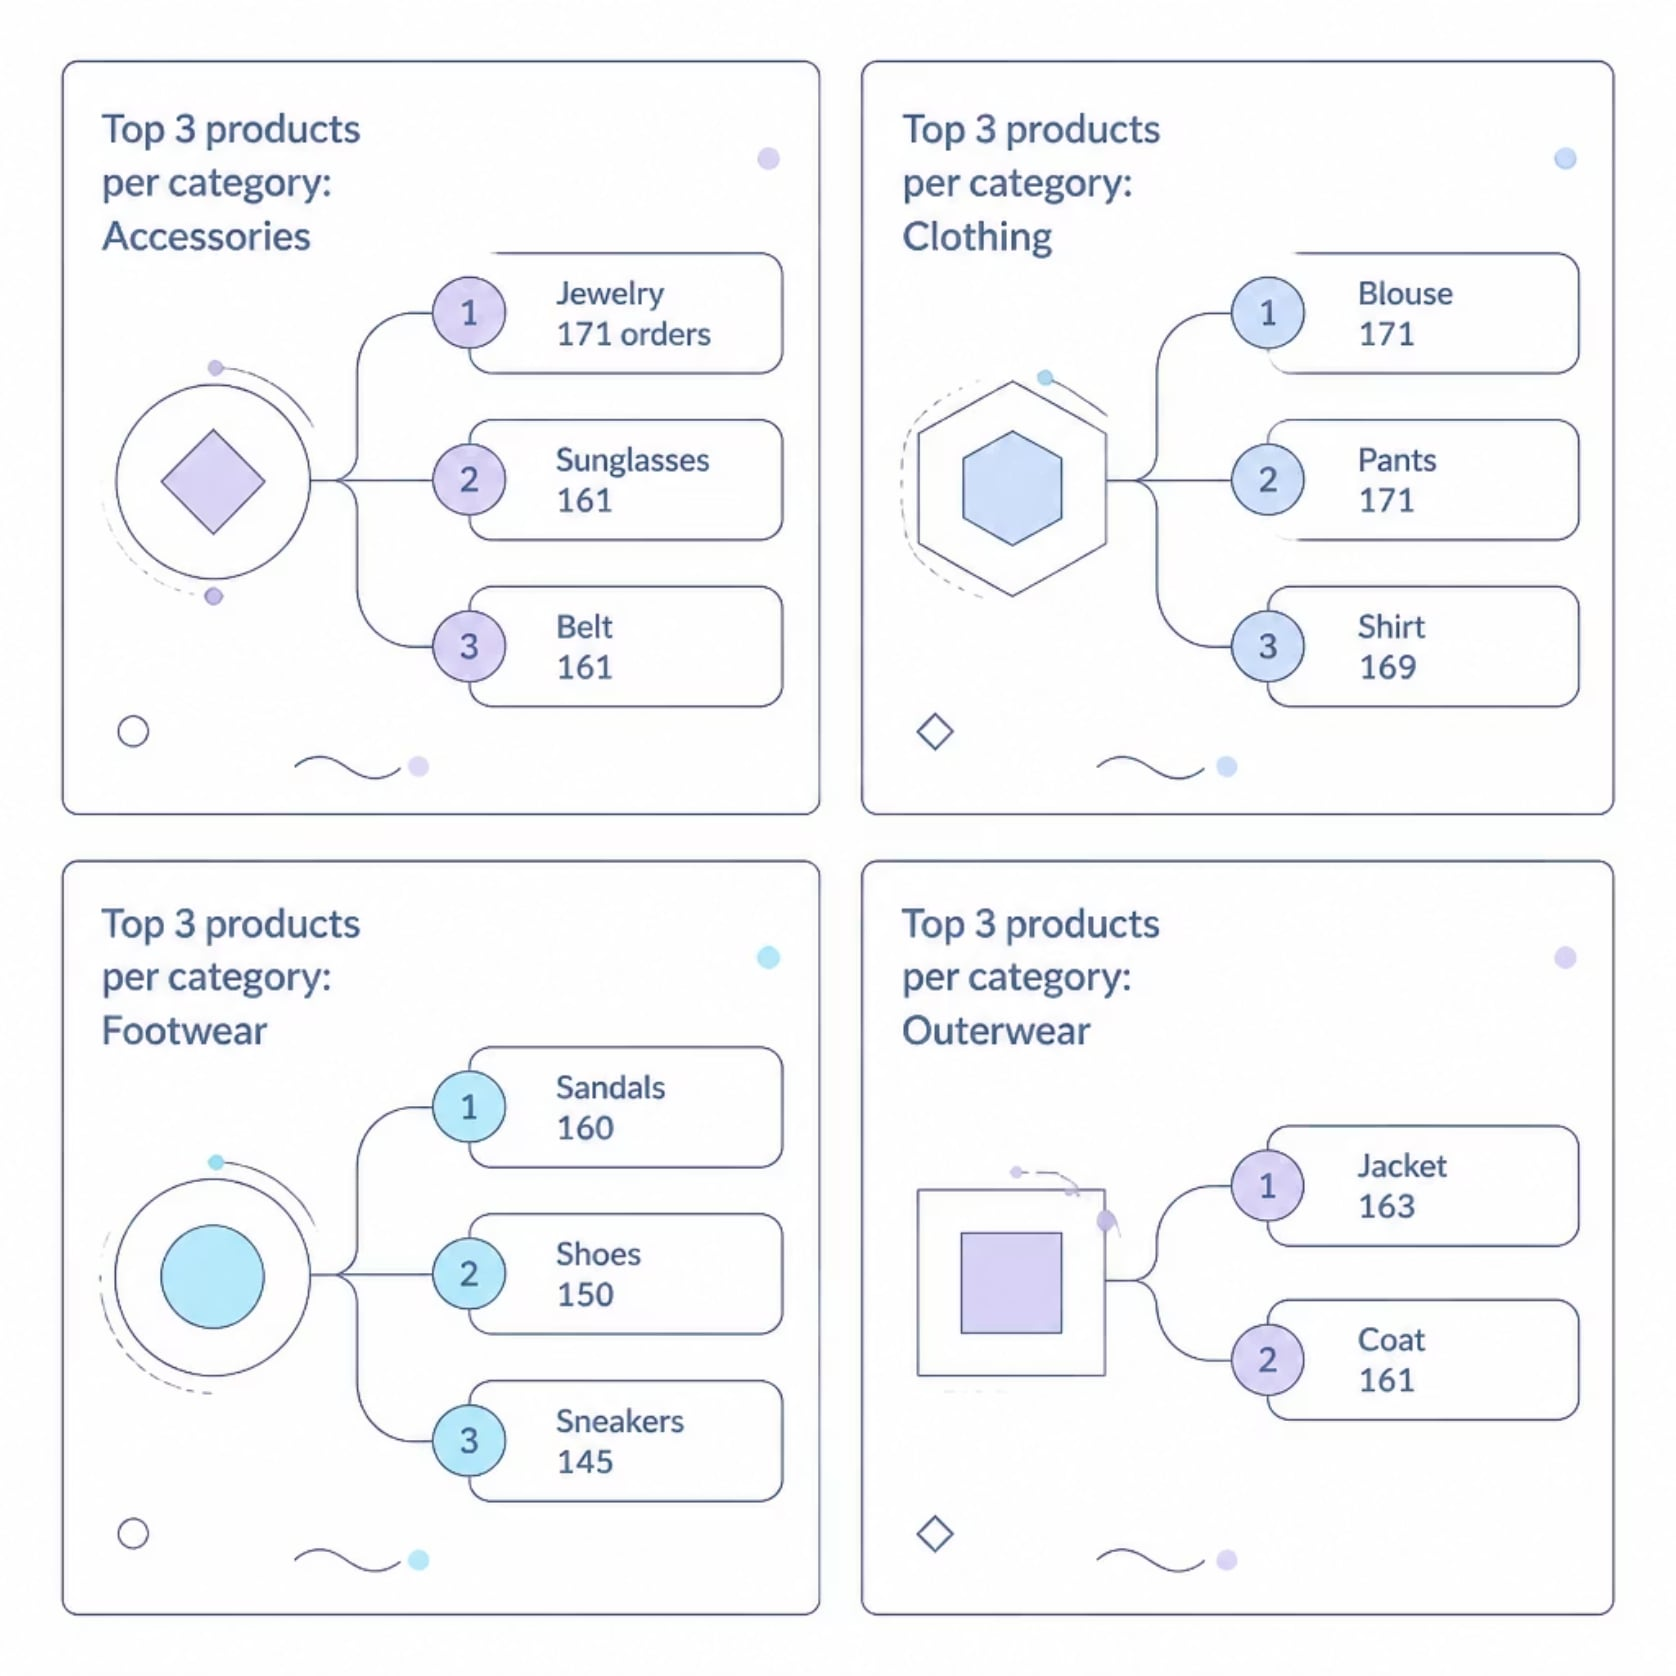 Top 3 products
per category:
Accessories
1
Jewelry
171 orders
2
Sunglasses
161
3
Belt
161
Top 3 products
per category:
Clothing
1
Blouse
171
2
Pants
171
3
Shirt
169
Top 3 products
per category:
Footwear
1
Sandals
160
2
Shoes
150
3
Sneakers
145
Top 3 products
per category:
Outerwear
1
Jacket
163
2
Coat
161